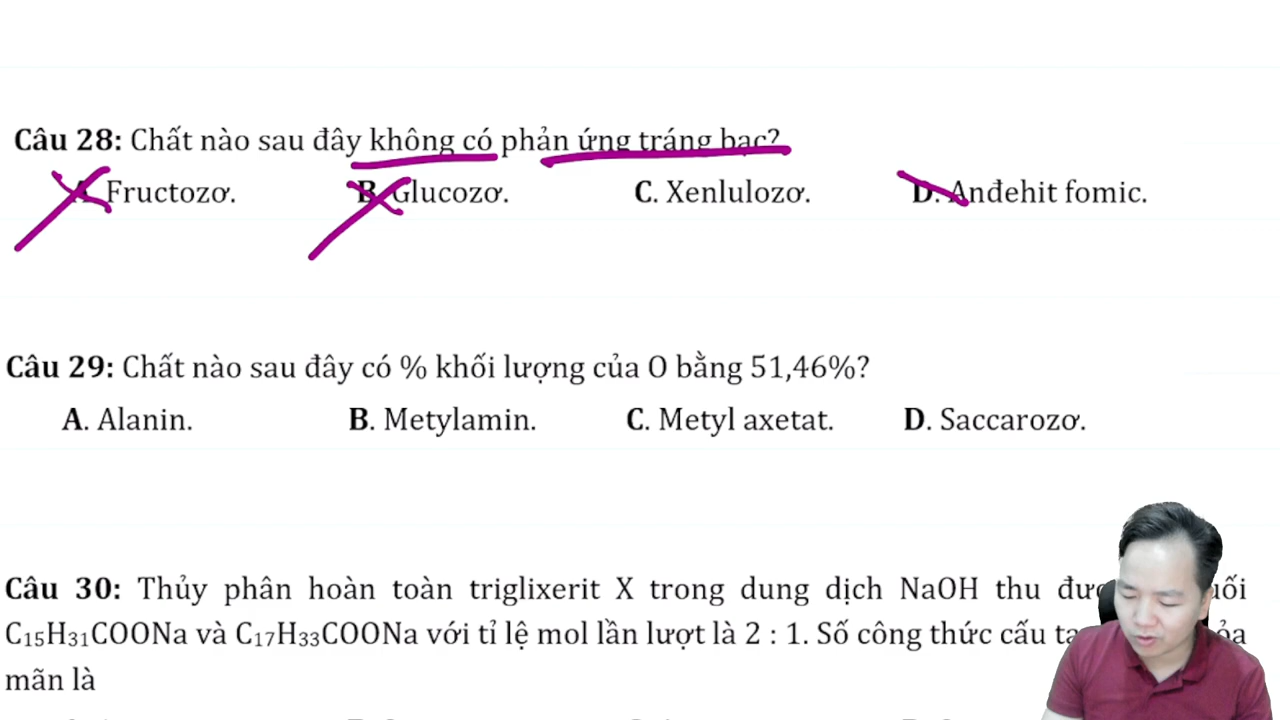 Câu 28: Chất nào sau đây không có phản ứng tráng bạc?
A. Fructozơ. B. Glucozơ. C. Xenlulozơ. D. Anđehit fomic.
Câu 29: Chất nào sau đây có % khối lượng của O bằng 51,46%?
A. Alanin. B. Metylamin. C. Metyl axetat. D. Saccarozơ.
Câu 30: Thủy phân hoàn toàn triglixerit X trong dung dịch NaOH thu
C₁₅H₃₁COONa và C₁₇H₃₃COONa với tỉ lệ mol lần lượt là 2 : 1. Số công thức cấu
mãn là